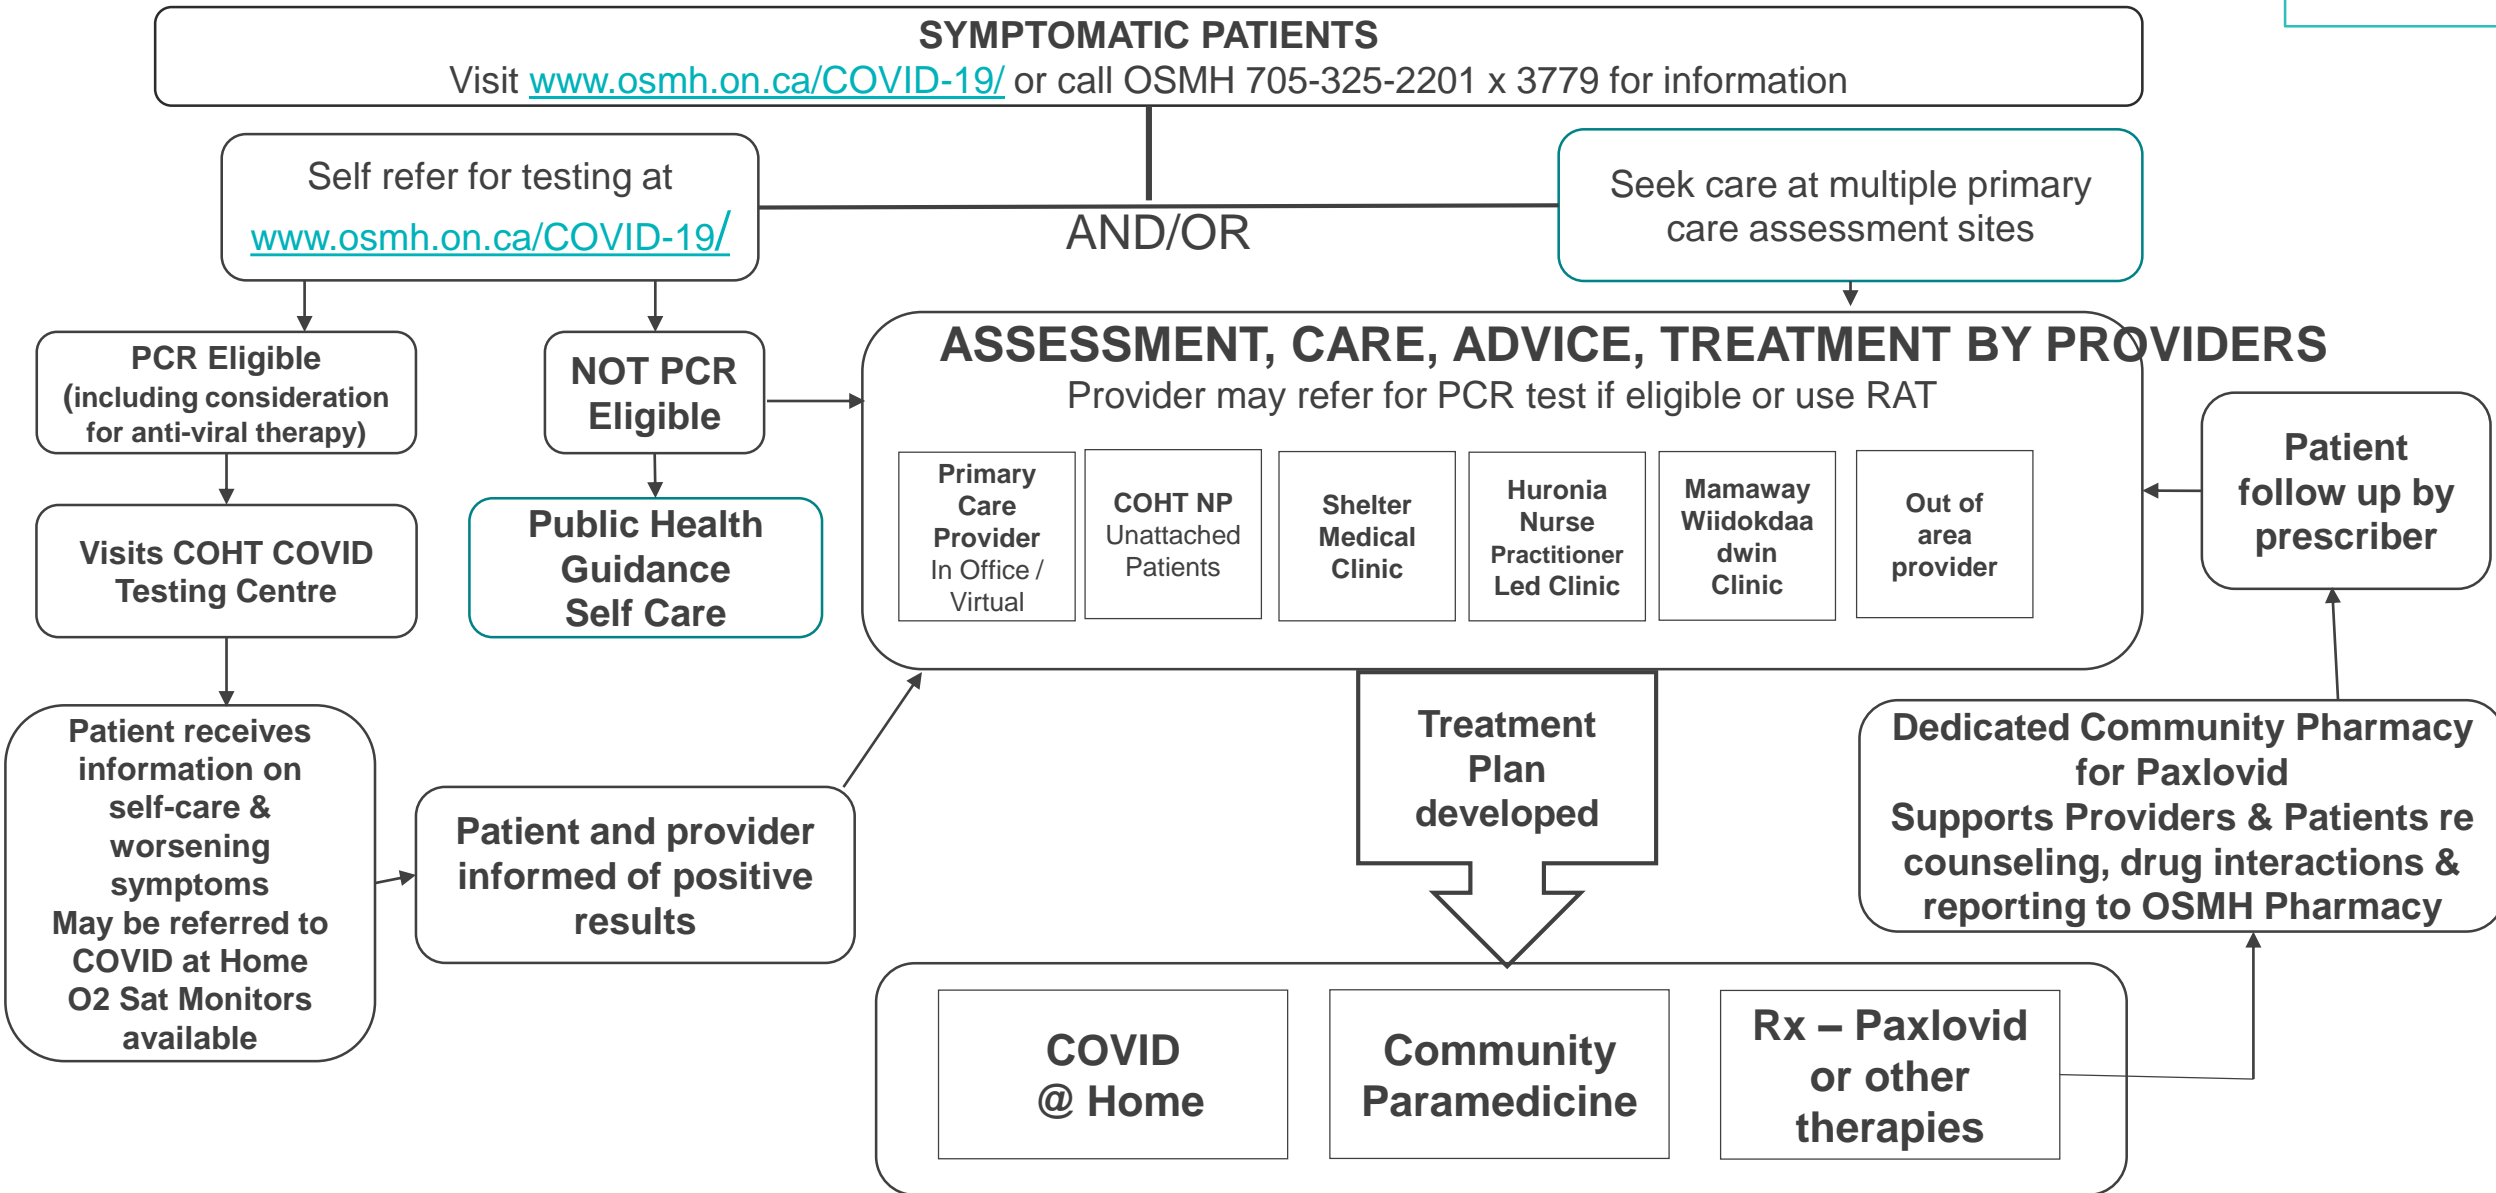 SYMPTOMATIC PATIENTS
Visit www.osmh.on.ca/COVID-19/ or call OSMH 705-325-2201 x 3779 for information
Self refer for testing at
www.osmh.on.ca/COVID-19/
AND/OR
Seek care at multiple primary
care assessment sites
PCR Eligible
(including consideration
for anti-viral therapy)
NOT PCR
Eligible
ASSESSMENT, CARE, ADVICE, TREATMENT BY PROVIDERS
Provider may refer for PCR test if eligible or use RAT
Primary
Care
Provider
In Office /
Virtual
COHT NP
Unattached
Patients
Shelter
Medical
Clinic
Huronia
Nurse
Practitioner
Led Clinic
Mamaway
Wiidokdaa
dwin
Clinic
Out of
area
provider
Patient
follow up by
prescriber
Visits COHT COVID
Testing Centre
Public Health
Guidance
Self Care
Patient receives
information on
self-care &
worsening
symptoms
May be referred to
COVID at Home
O2 Sat Monitors
available
Patient and provider
informed of positive
results
Treatment
Plan
developed
Dedicated Community Pharmacy
for Paxlovid
Supports Providers & Patients re
counseling, drug interactions &
reporting to OSMH Pharmacy
COVID
@ Home
Community
Paramedicine
Rx – Paxlovid
or other
therapies